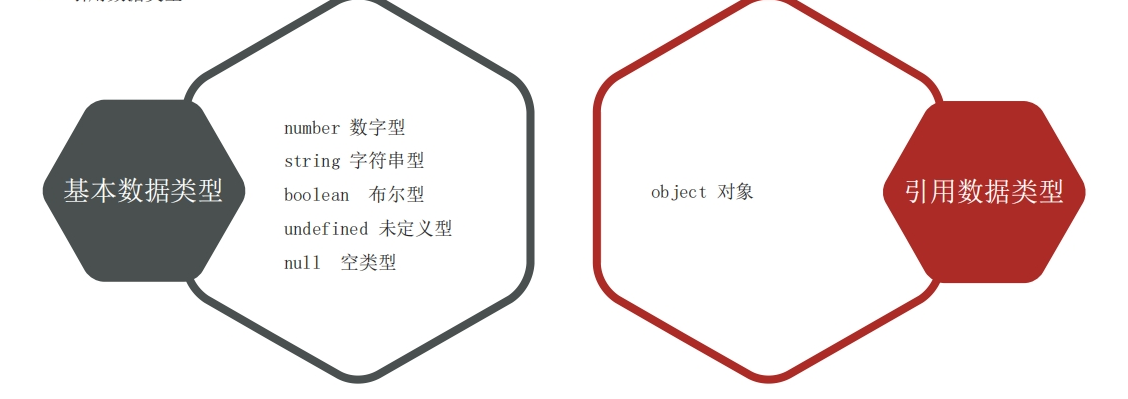 基本数据类型
number 数字型
string 字符串型
boolean 布尔型
undefined 未定义型
null 空类型
object 对象
引用数据类型